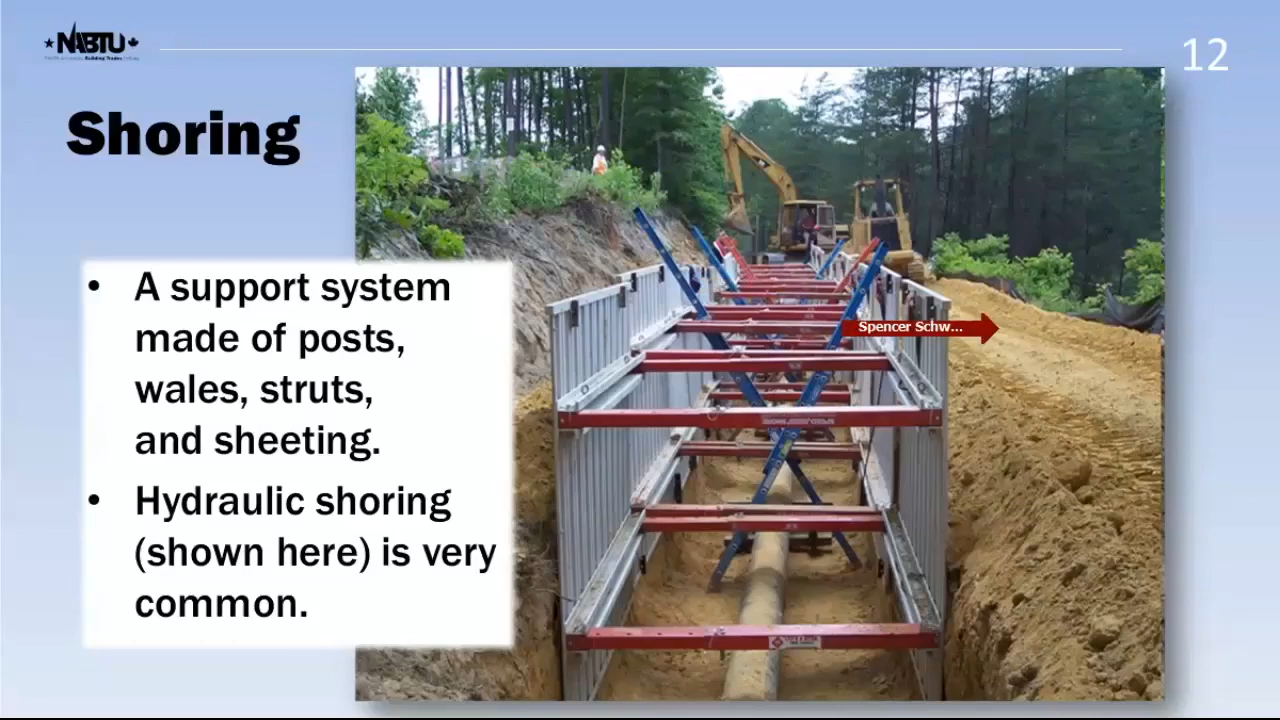 NABTU
12
Shoring
• A support system
made of posts,
wales, struts,
and sheeting.
• Hydraulic shoring
(shown here) is very
common.
Spencer Schw...